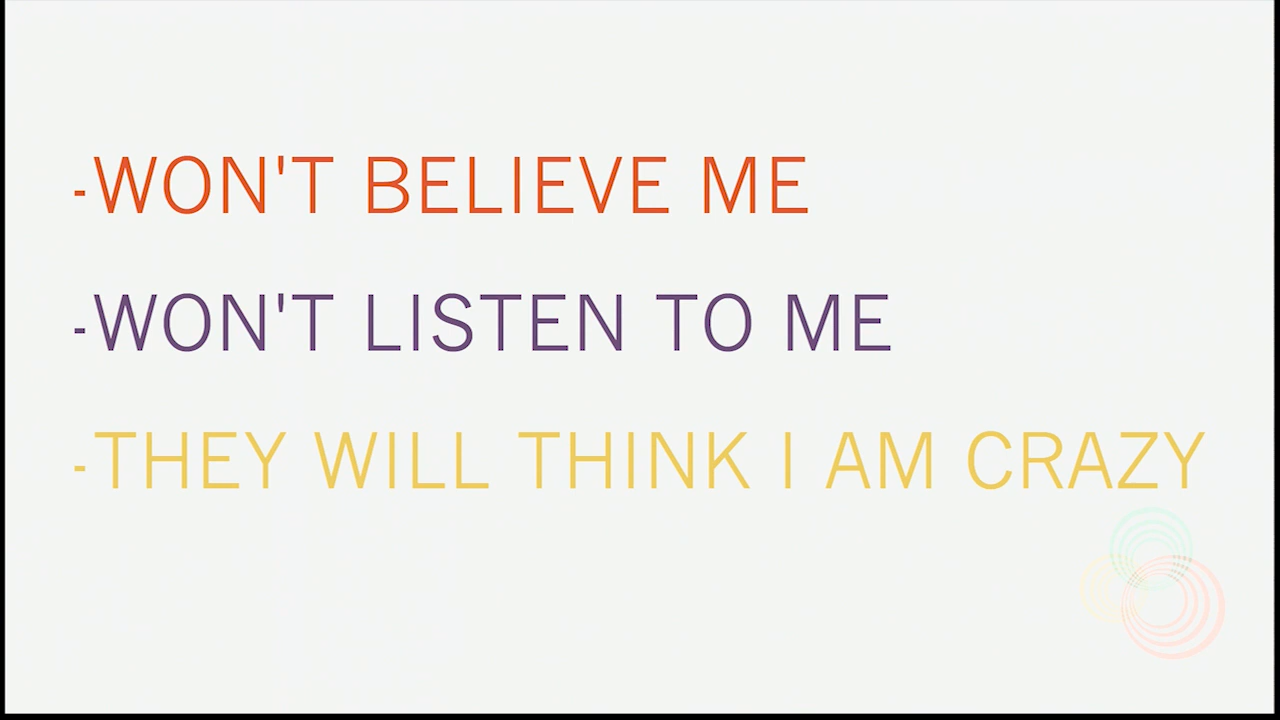 -WON'T BELIEVE ME
-WON'T LISTEN TO ME
-THEY WILL THINK I AM CRAZY